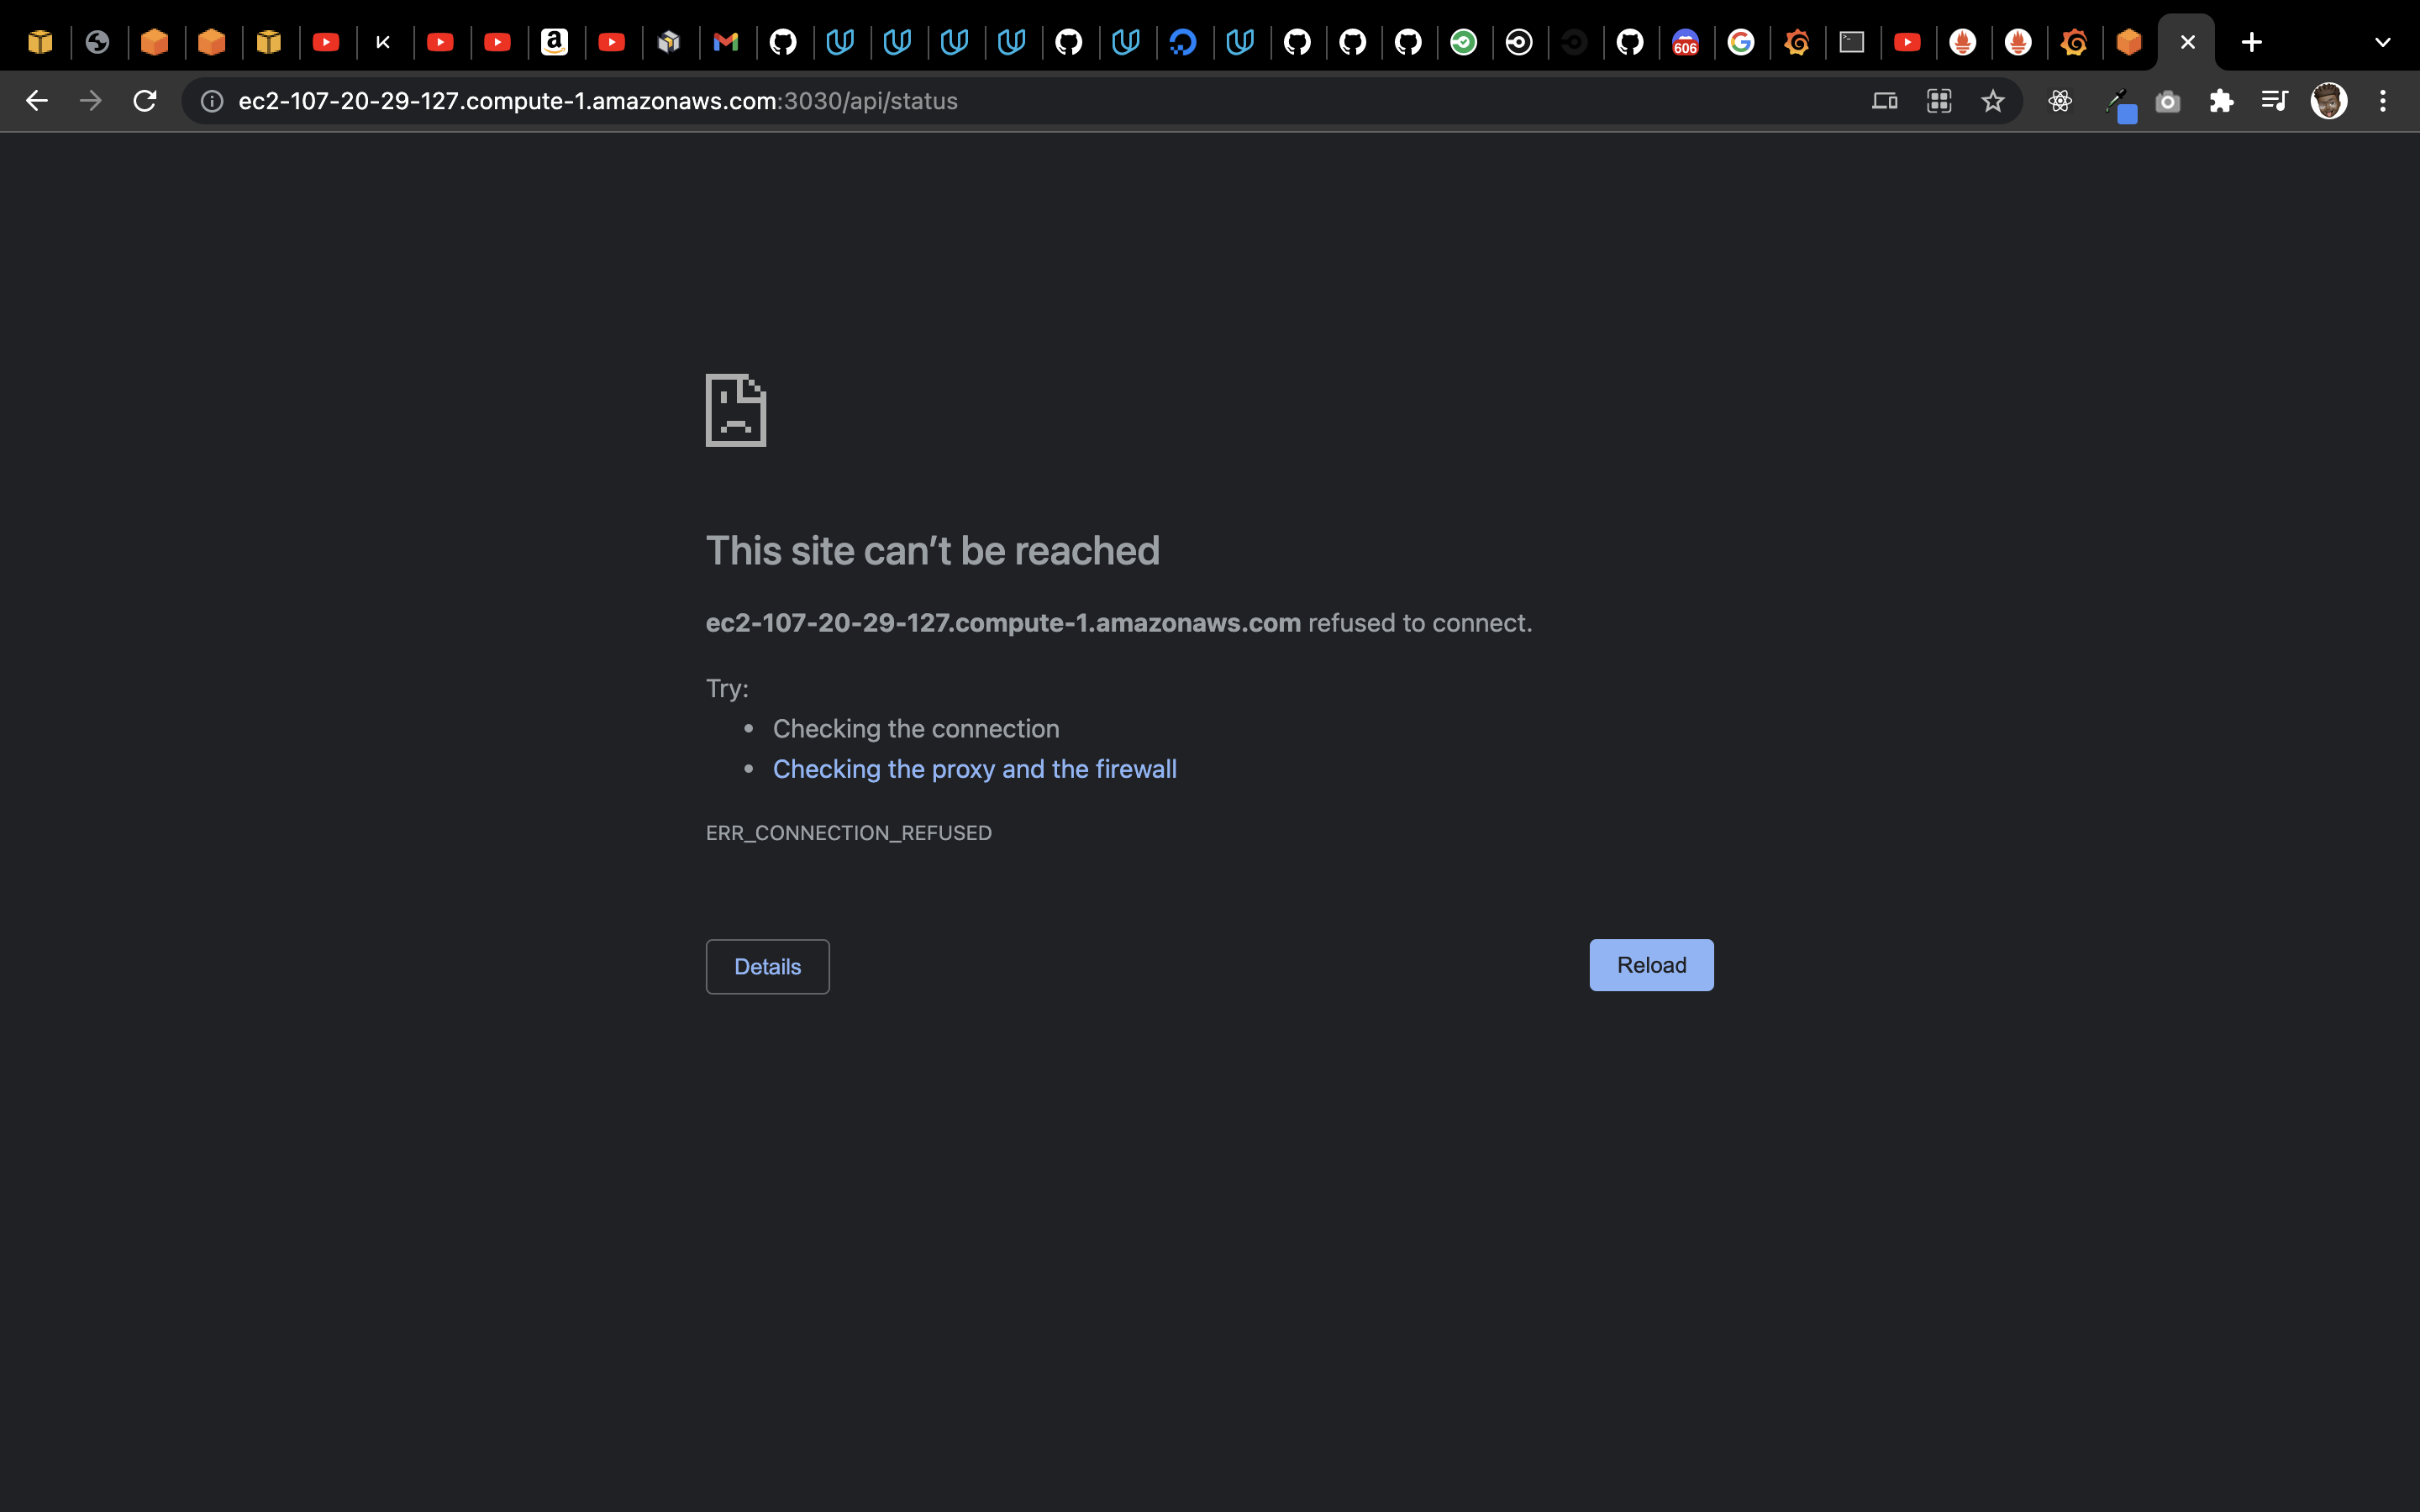 606
ec2-107-20-29-127.compute-1.amazonaws.com:3030/api/status
This site can’t be reached
ec2-107-20-29-127.compute-1.amazonaws.com refused to connect.
Try:
• Checking the connection
• Checking the proxy and the firewall
ERR_CONNECTION_REFUSED
Details
Reload